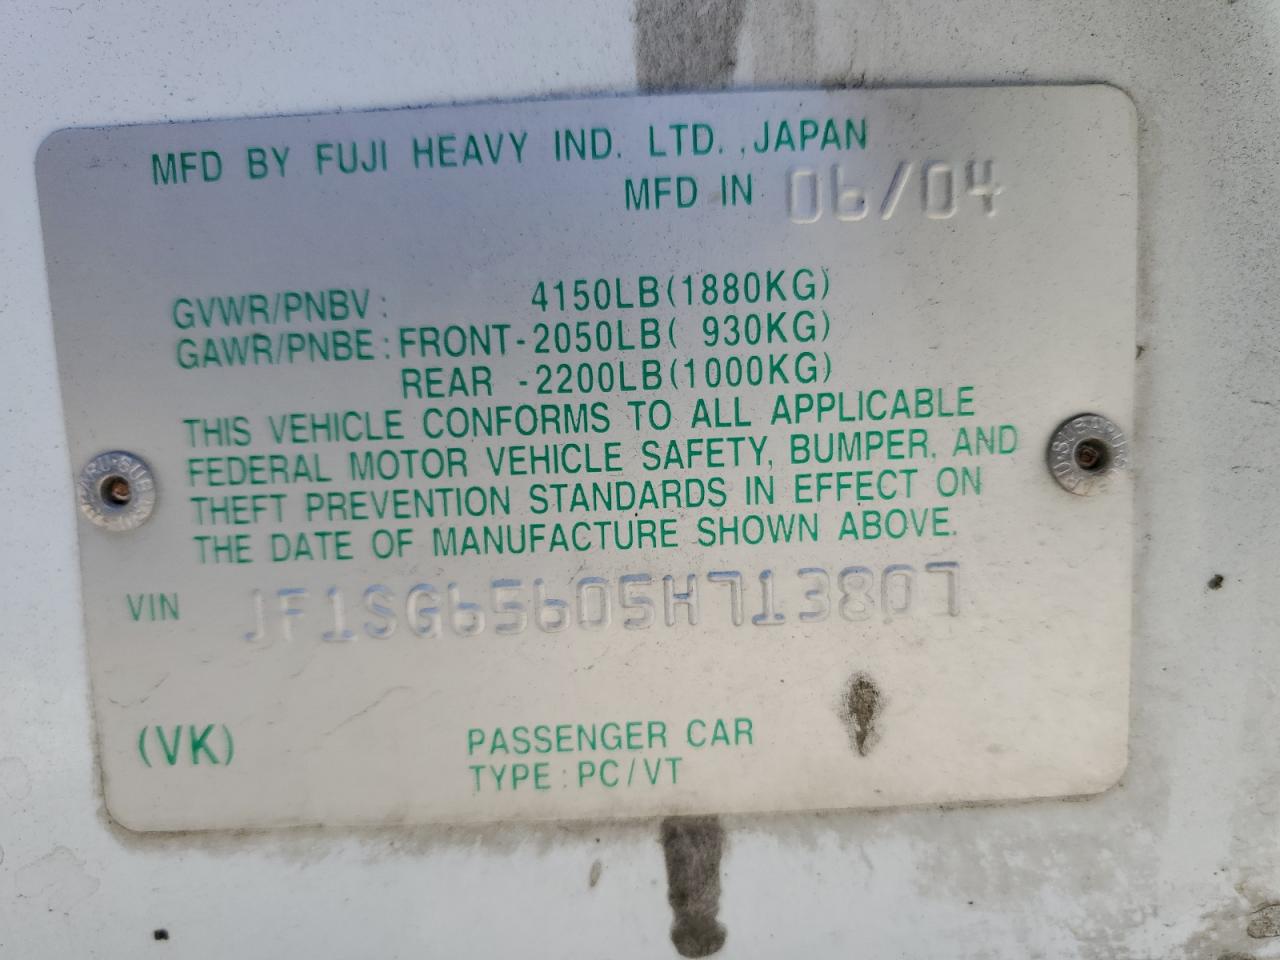 MFD BY FUJI HEAVY IND. LTD. ,JAPAN
MFD IN 06/04
GVWR/PNBV: 4150LB(1880KG)
GAWR/PNBE: FRONT-2050LB( 930KG)
REAR -2200LB(1000KG)
THIS VEHICLE CONFORMS TO ALL APPLICABLE
FEDERAL MOTOR VEHICLE SAFETY, BUMPER, AND
THEFT PREVENTION STANDARDS IN EFFECT ON
THE DATE OF MANUFACTURE SHOWN ABOVE.
VIN JF1SG65605H713807
(VK)
PASSENGER CAR
TYPE: PC/VT